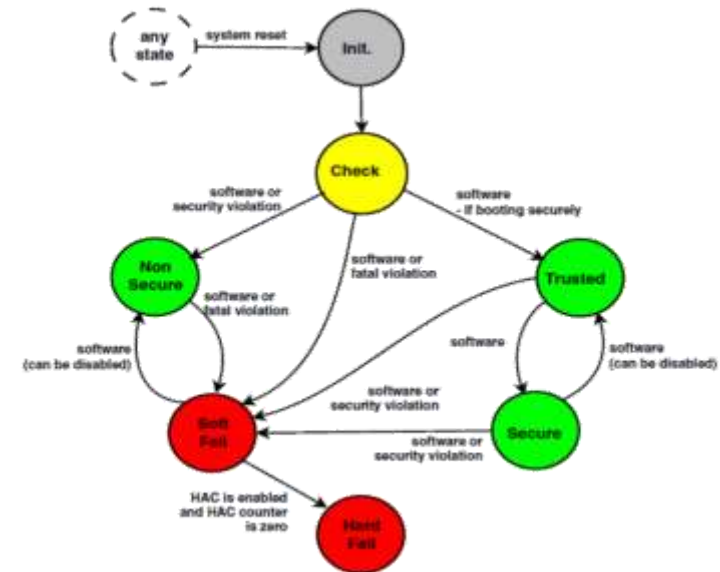 any
state
system reset
Init.
Check
software or
security violation
software
- if booting securely
software or
fatal violation
Non
Secure
Trusted
software or
fatal violation
software
(can be disabled)
software
software
(can be disabled)
software or
security violation
Soft
Fail
Secure
software or
security violation
HAC is enabled
and HAC counter
is zero
Hard
Fail